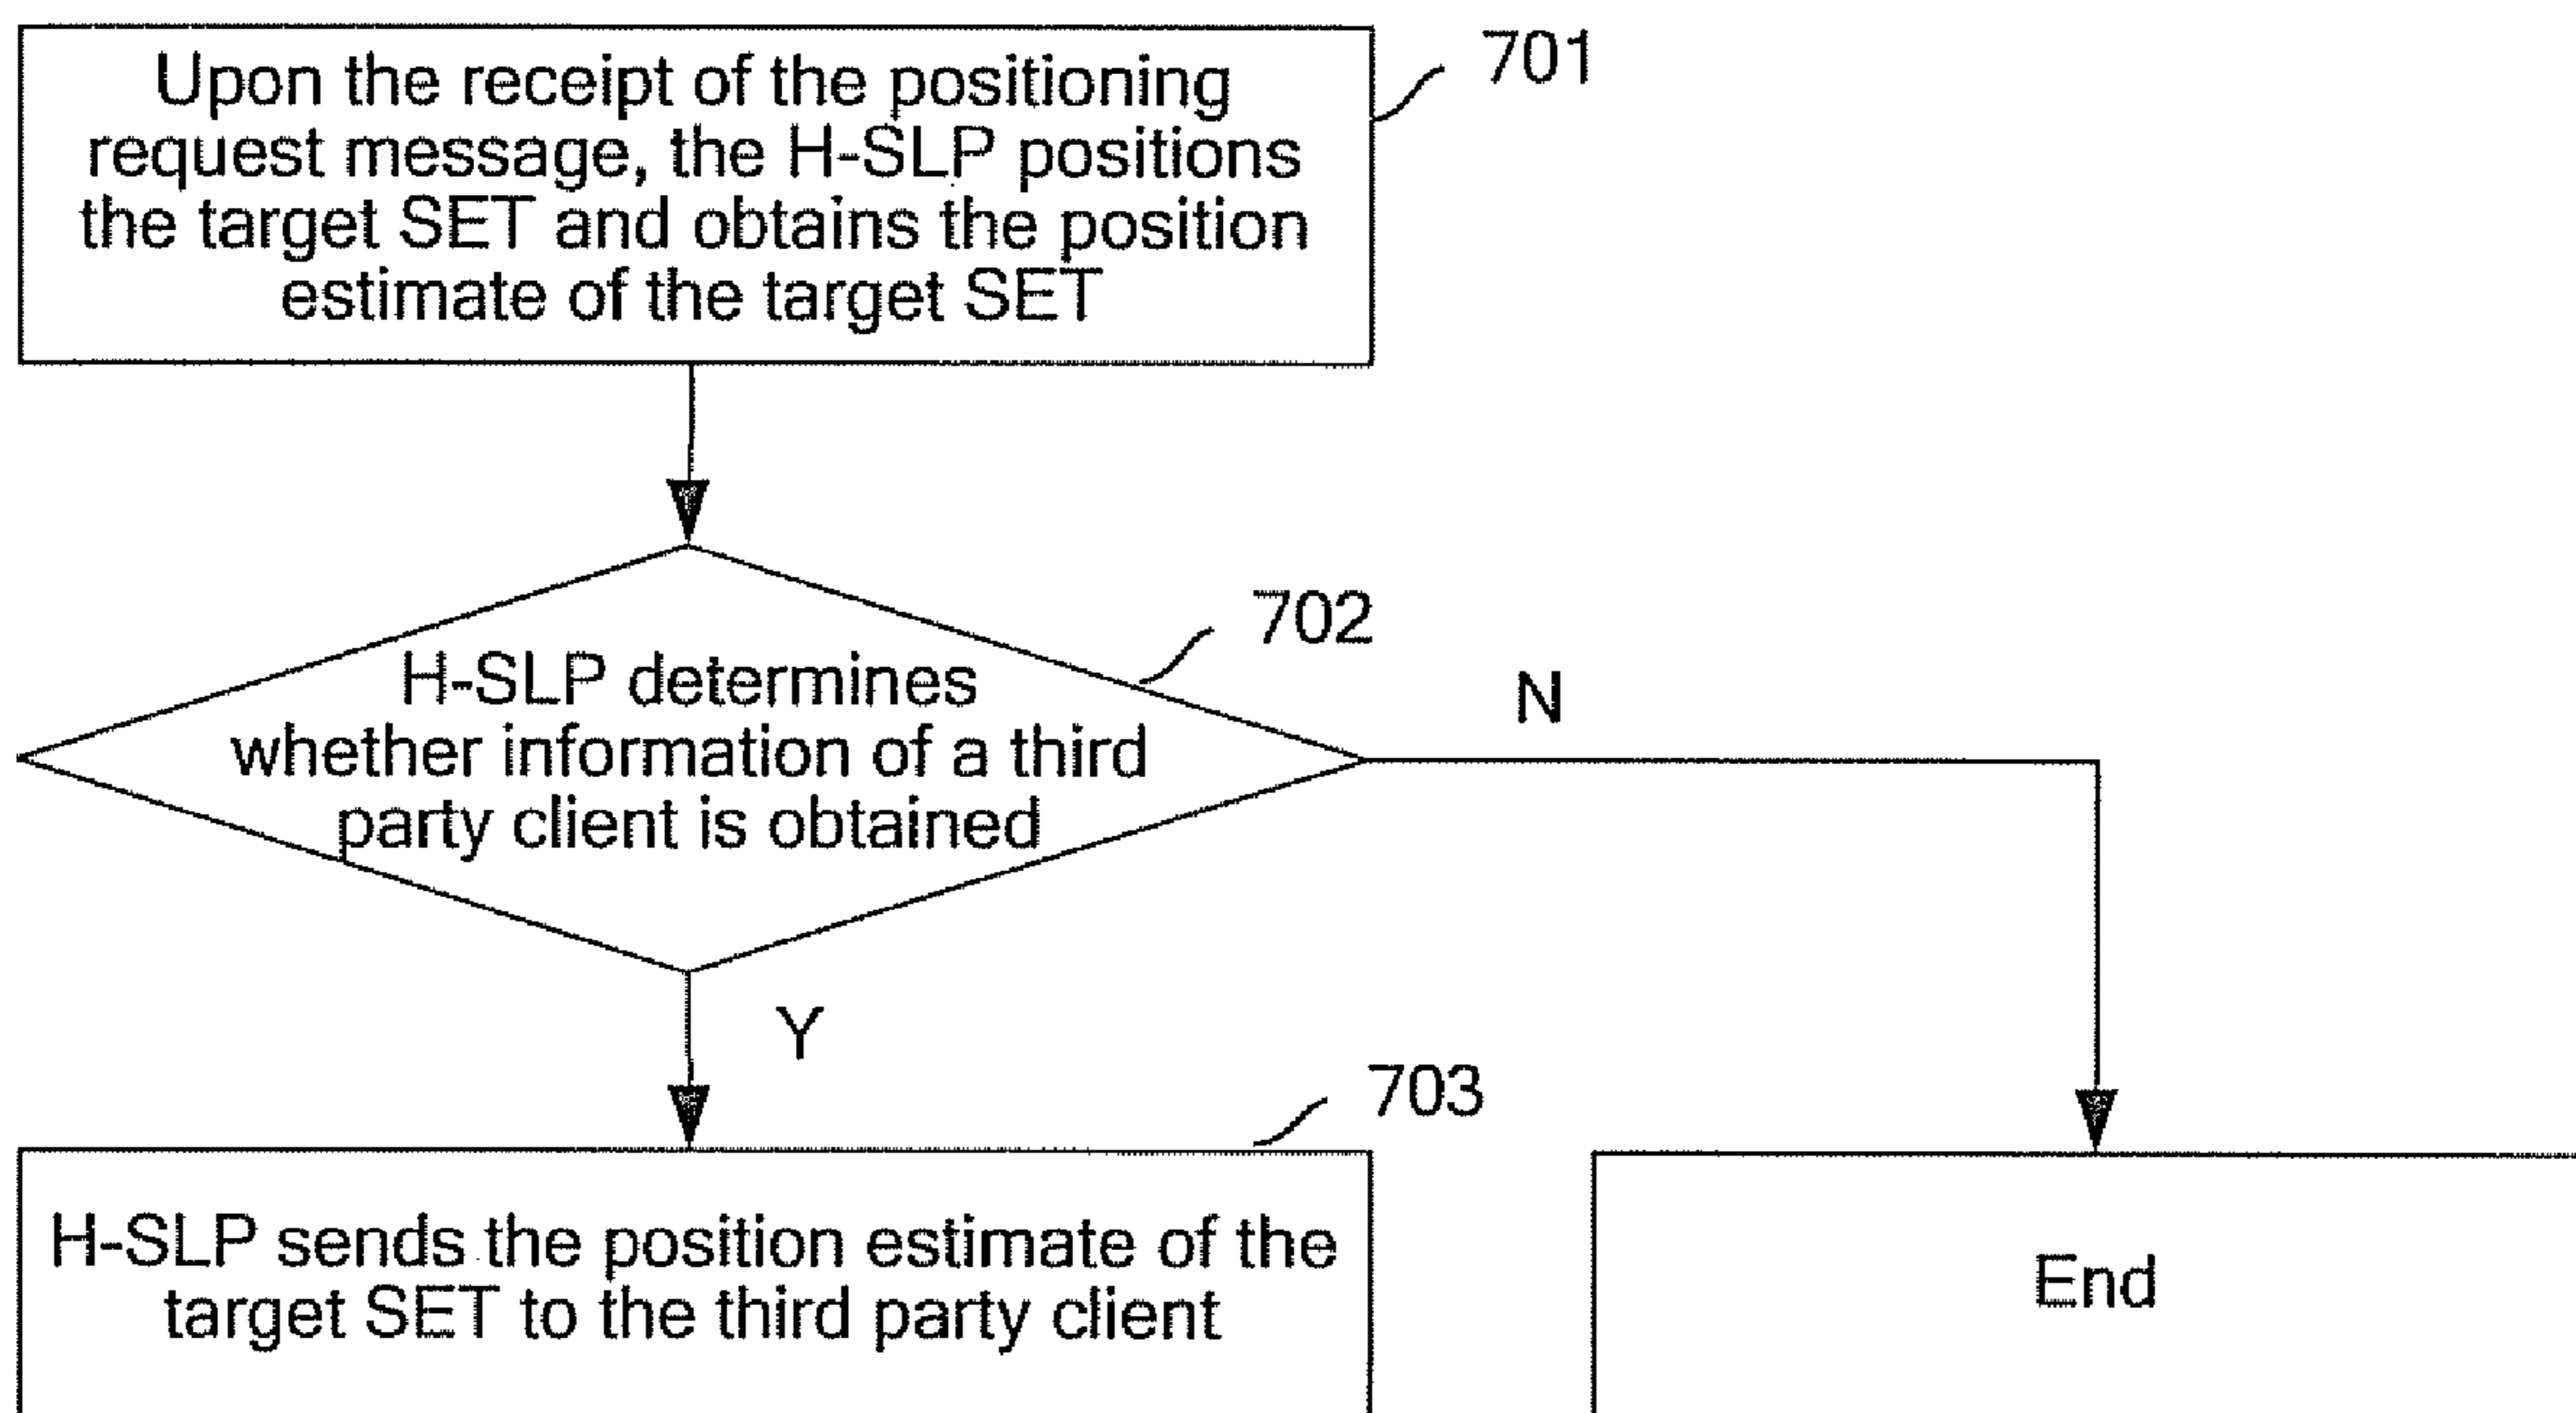 Upon the receipt of the positioning
request message, the H-SLP positions
the target SET and obtains the position
estimate of the target SET
701
H-SLP determines
whether information of a third
party client is obtained
702
N
Y
703
H-SLP sends the position estimate of the
target SET to the third party client
End